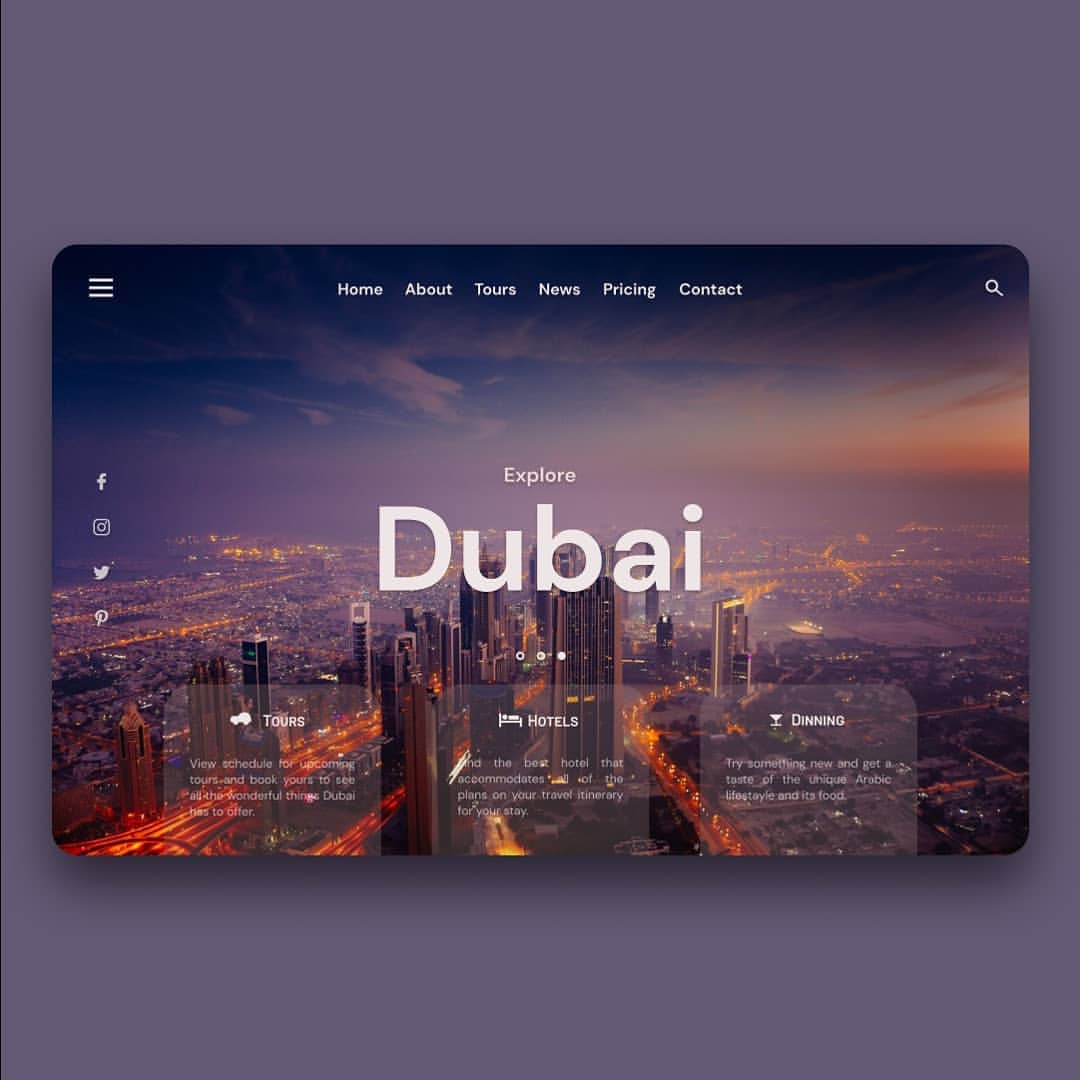 Home About Tours News Pricing Contact
Explore
Dubai
Tours
View schedule for upcoming
tours and book yours to see
all the wonderful things Dubai
has to offer.
Hotels
Find the best hotel that
accommodates all of the
plans on your travel itinerary
for your stay.
Dinning
Try something new and get a
taste of the unique Arabic
lifestayle and its food.